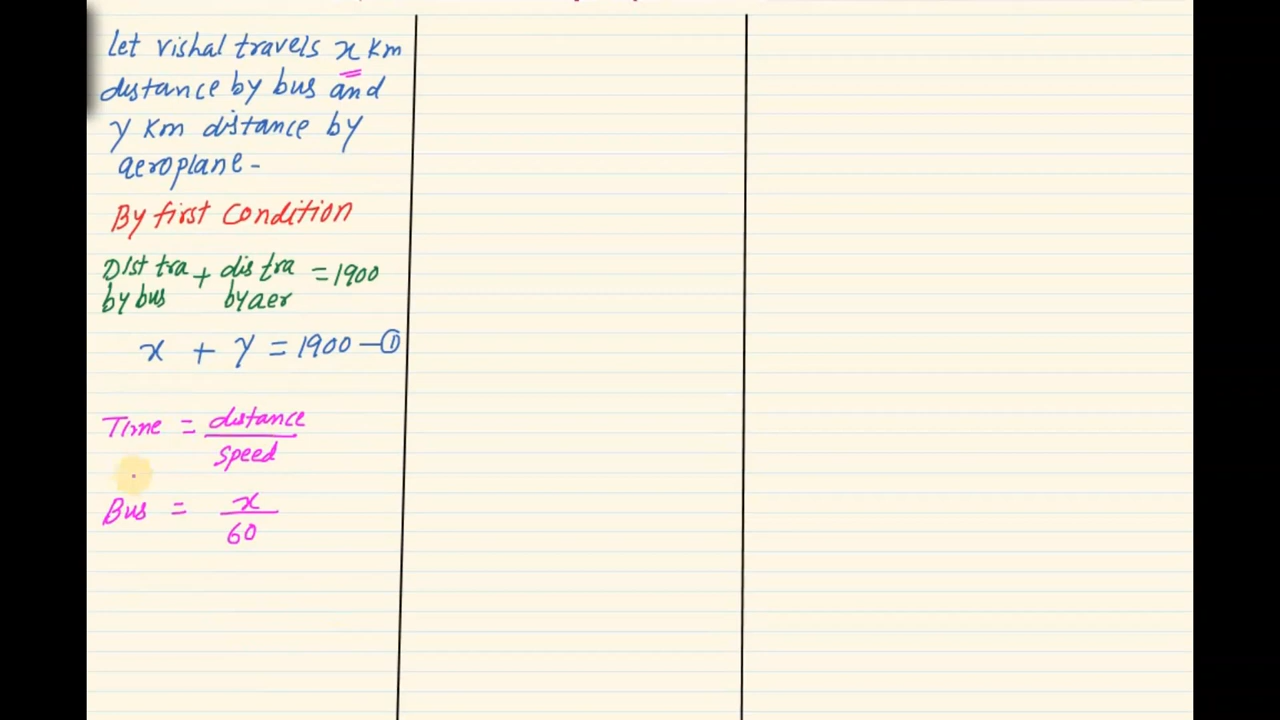 Let vishal travels x Km
distance by bus and
y Km distance by
aeroplane -
By first condition
Dist tra + dis tra = 1900
by bus by aer
x + y = 1900 - ①
Time = distance
speed
Bus = x
60